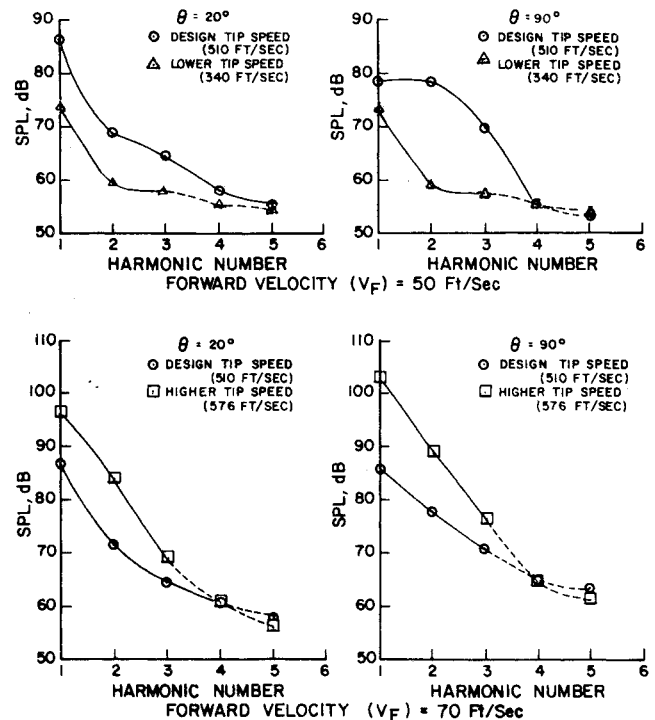 θ = 20°
DESIGN TIP SPEED
(510 FT/SEC)
LOWER TIP SPEED
(340 FT/SEC)
90
80
70
60
50
SPL, dB
1 2 3 4 5 6
HARMONIC NUMBER
θ = 90°
DESIGN TIP SPEED
(510 FT/SEC)
LOWER TIP SPEED
(340 FT/SEC)
90
80
70
60
50
SPL, dB
1 2 3 4 5 6
HARMONIC NUMBER
FORWARD VELOCITY (VF) = 50 Ft/Sec
θ = 20°
DESIGN TIP SPEED
(510 FT/SEC)
HIGHER TIP SPEED
(576 FT/SEC)
110
100
90
80
70
60
50
SPL, dB
1 2 3 4 5 6
HARMONIC NUMBER
θ = 90°
DESIGN TIP SPEED
(510 FT/SEC)
HIGHER TIP SPEED
(576 FT/SEC)
110
100
90
80
70
60
50
SPL, dB
1 2 3 4 5 6
HARMONIC NUMBER
FORWARD VELOCITY (VF) = 70 Ft/Sec